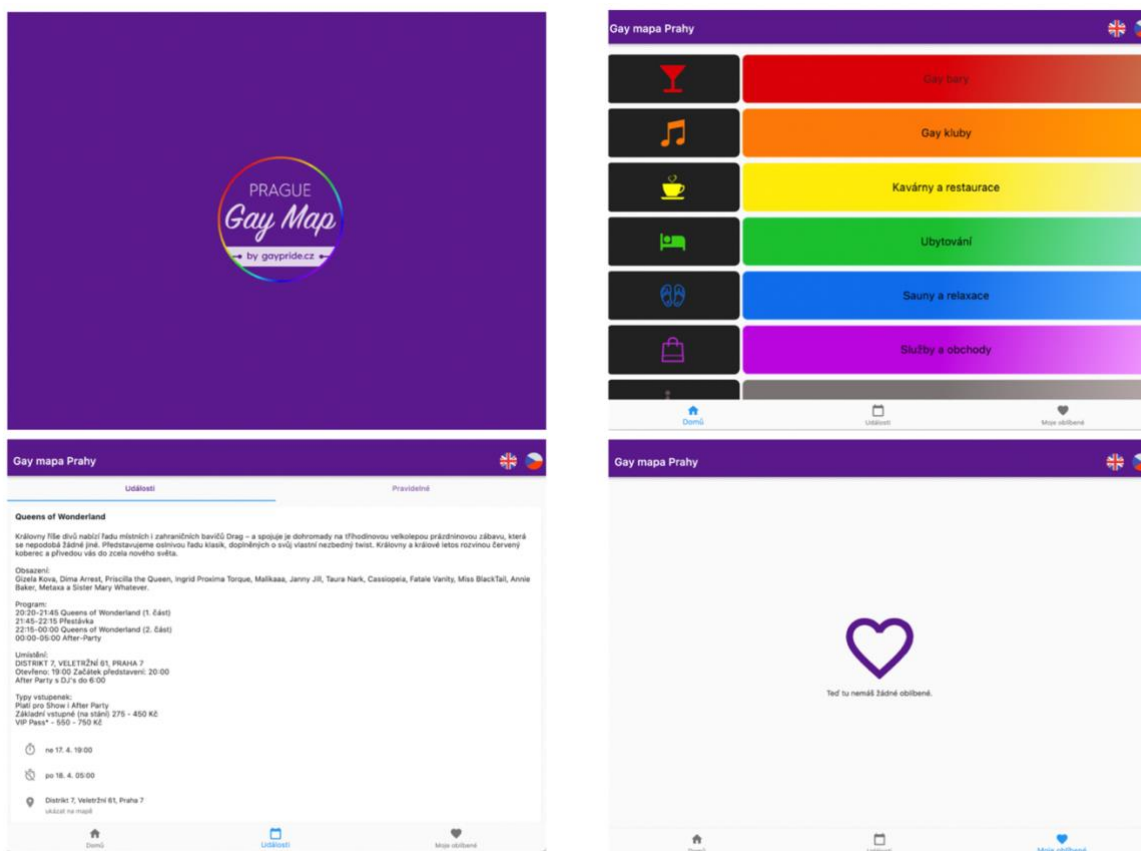 PRAGUE
Gay Map
by gaypride.cz
Gay mapa Prahy
Gay bary
Gay kluby
Kavárny a restaurace
Ubytování
Sauny a relaxace
Služby a obchody
Domů
Události
Moje oblíbené
Gay mapa Prahy
Události
Pravidelné
Queens of Wonderland
Královny říše divů nabízí řadu místních i zahraničních bavičů Drag – a spojuje je dohromady na tříhodinovou velkolepou prázdninovou zábavu, která
se nepodobá žádné jiné. Představujeme oslnivou řadu klasik, doplněných o svůj vlastní nezbedný twist. Královny a králové letos rozvinou červený
koberec a přivedou vás do zcela nového světa.
Obsazení:
Gizela Kova, Dima Arrest, Priscilla the Queen, Ingrid Proxima Torque, Malikaaa, Janny Jill, Taura Nark, Cassiopeia, Fatale Vanity, Miss BlackTail, Annie
Baker, Metaxa a Sister Mary Whatever.
Program:
20:20-21:45 Queens of Wonderland (1. část)
21:45-22:15 Přestávka
22:15-00:00 Queens of Wonderland (2. část)
00:00-05:00 After-Party
Umístění:
DISTRIKT 7, VELETRŽNÍ 61, PRAHA 7
Otevřeno: 19:00 Začátek představení: 20:00
After Party s DJ's do 6:00
Typy vstupenek:
Platí pro Show i After Party
Základní vstupné (na stání) 275 - 450 Kč
VIP Pass* - 550 - 750 Kč
ne 17. 4. 19:00
po 18. 4. 05:00
Distrikt 7, Veletržní 61, Praha 7
ukázat na mapě
Domů
Události
Moje oblíbené
Gay mapa Prahy
Teď tu nemáš žádné oblíbené.
Domů
Události
Moje oblíbené